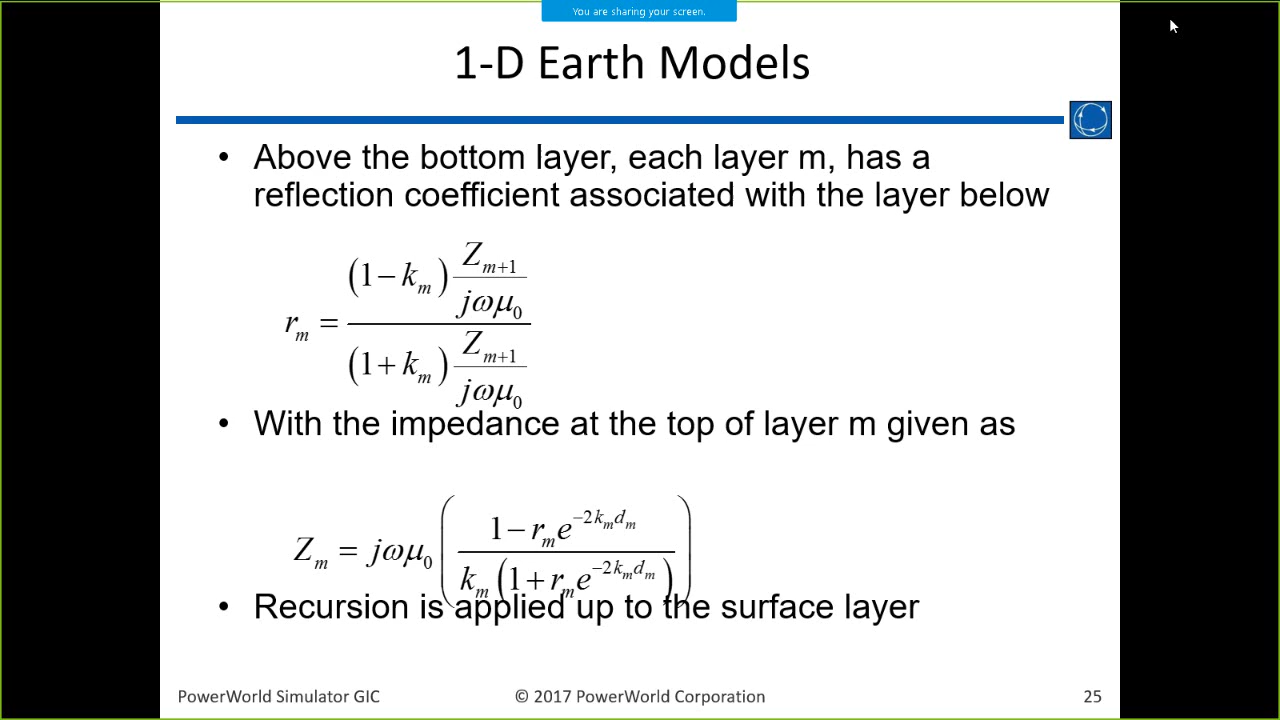 You are sharing your screen.
1-D Earth Models
• Above the bottom layer, each layer m, has a
reflection coefficient associated with the layer below
r_m = ((1 − k_m) Z_{m+1}/(jωμ_0)) / ((1 + k_m) Z_{m+1}/(jωμ_0))
• With the impedance at the top of layer m given as
Z_m = jωμ_0 ((1 − r_m e^{−2k_m d_m}) / (k_m (1 + r_m e^{−2k_m d_m})))
• Recursion is applied up to the surface layer
PowerWorld Simulator GIC © 2017 PowerWorld Corporation 25